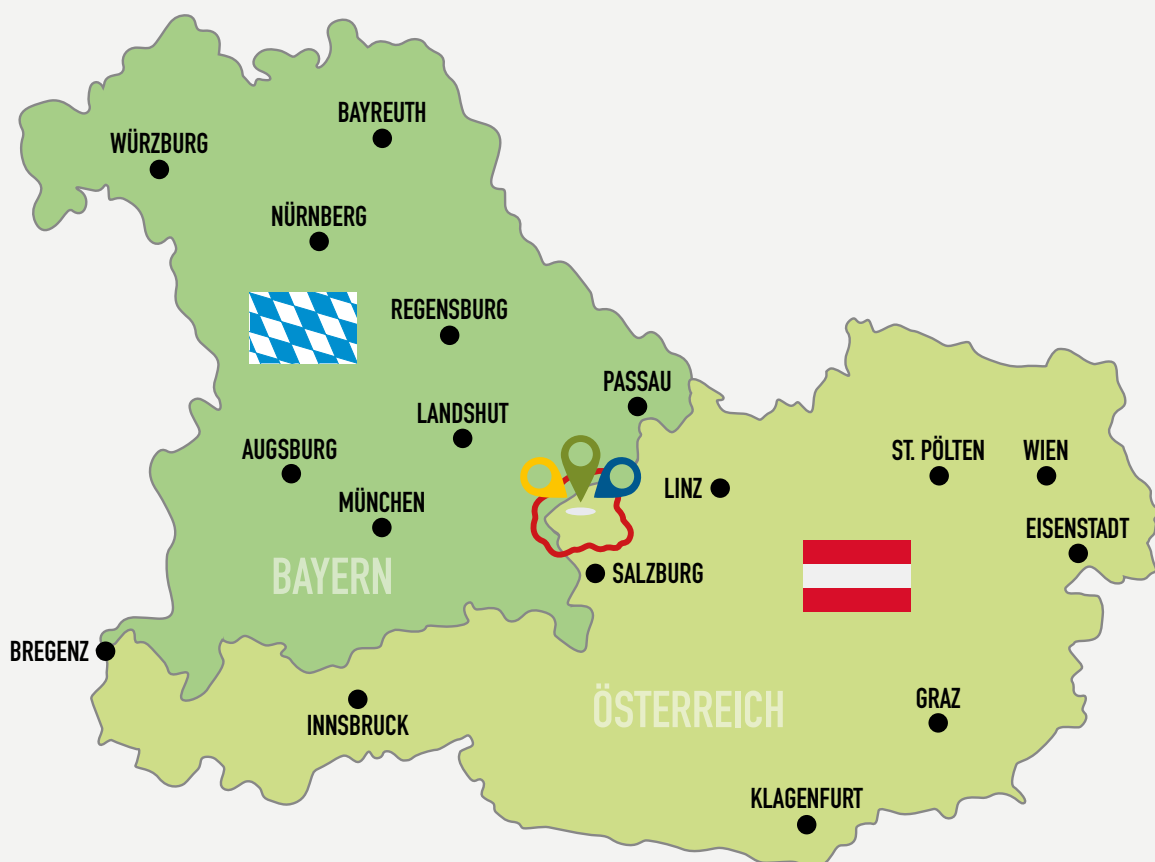 BAYREUTH
WÜRZBURG
NÜRNBERG
REGENSBURG
PASSAU
LANDSHUT
AUGSBURG
ST. PÖLTEN
WIEN
LINZ
MÜNCHEN
EISENSTADT
BAYERN
SALZBURG
BREGENZ
ÖSTERREICH
GRAZ
INNSBRUCK
KLAGENFURT